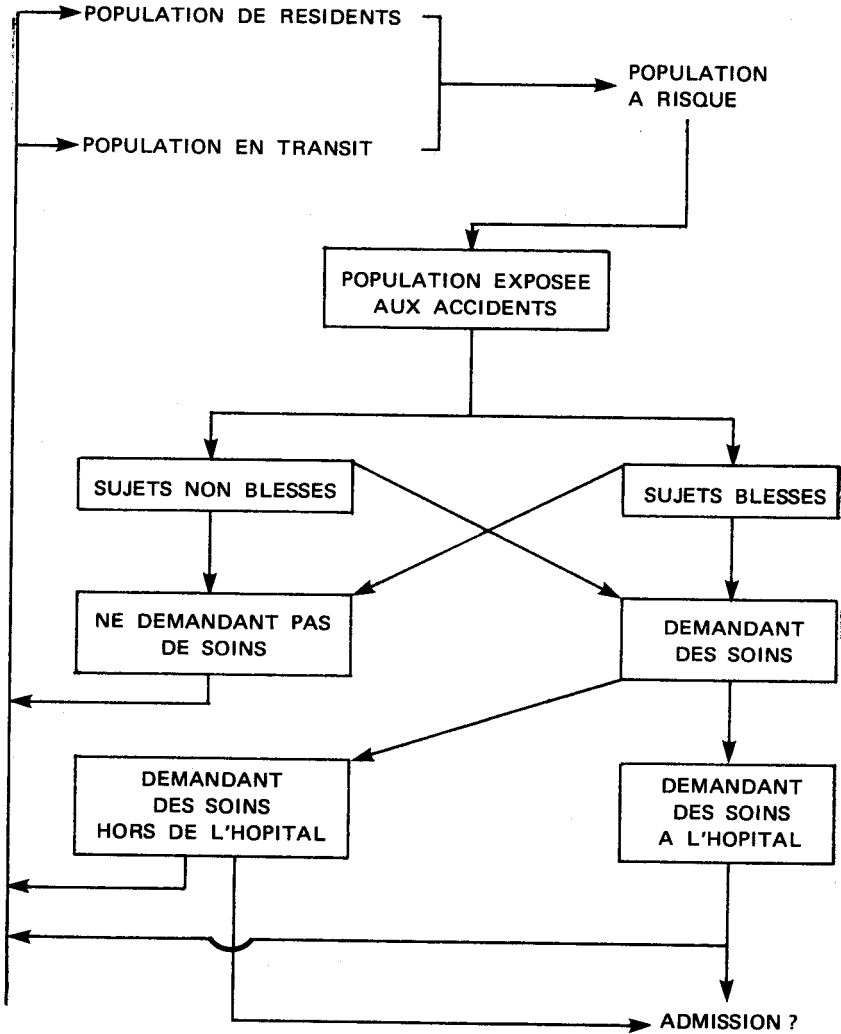 POPULATION DE RESIDENTS
POPULATION
A RISQUE
POPULATION EN TRANSIT
POPULATION EXPOSEE
AUX ACCIDENTS
SUJETS NON BLESSES
SUJETS BLESSES
NE DEMANDANT PAS
DE SOINS
DEMANDANT
DES SOINS
DEMANDANT
DES SOINS
HORS DE L'HOPITAL
DEMANDANT
DES SOINS
A L'HOPITAL
ADMISSION ?